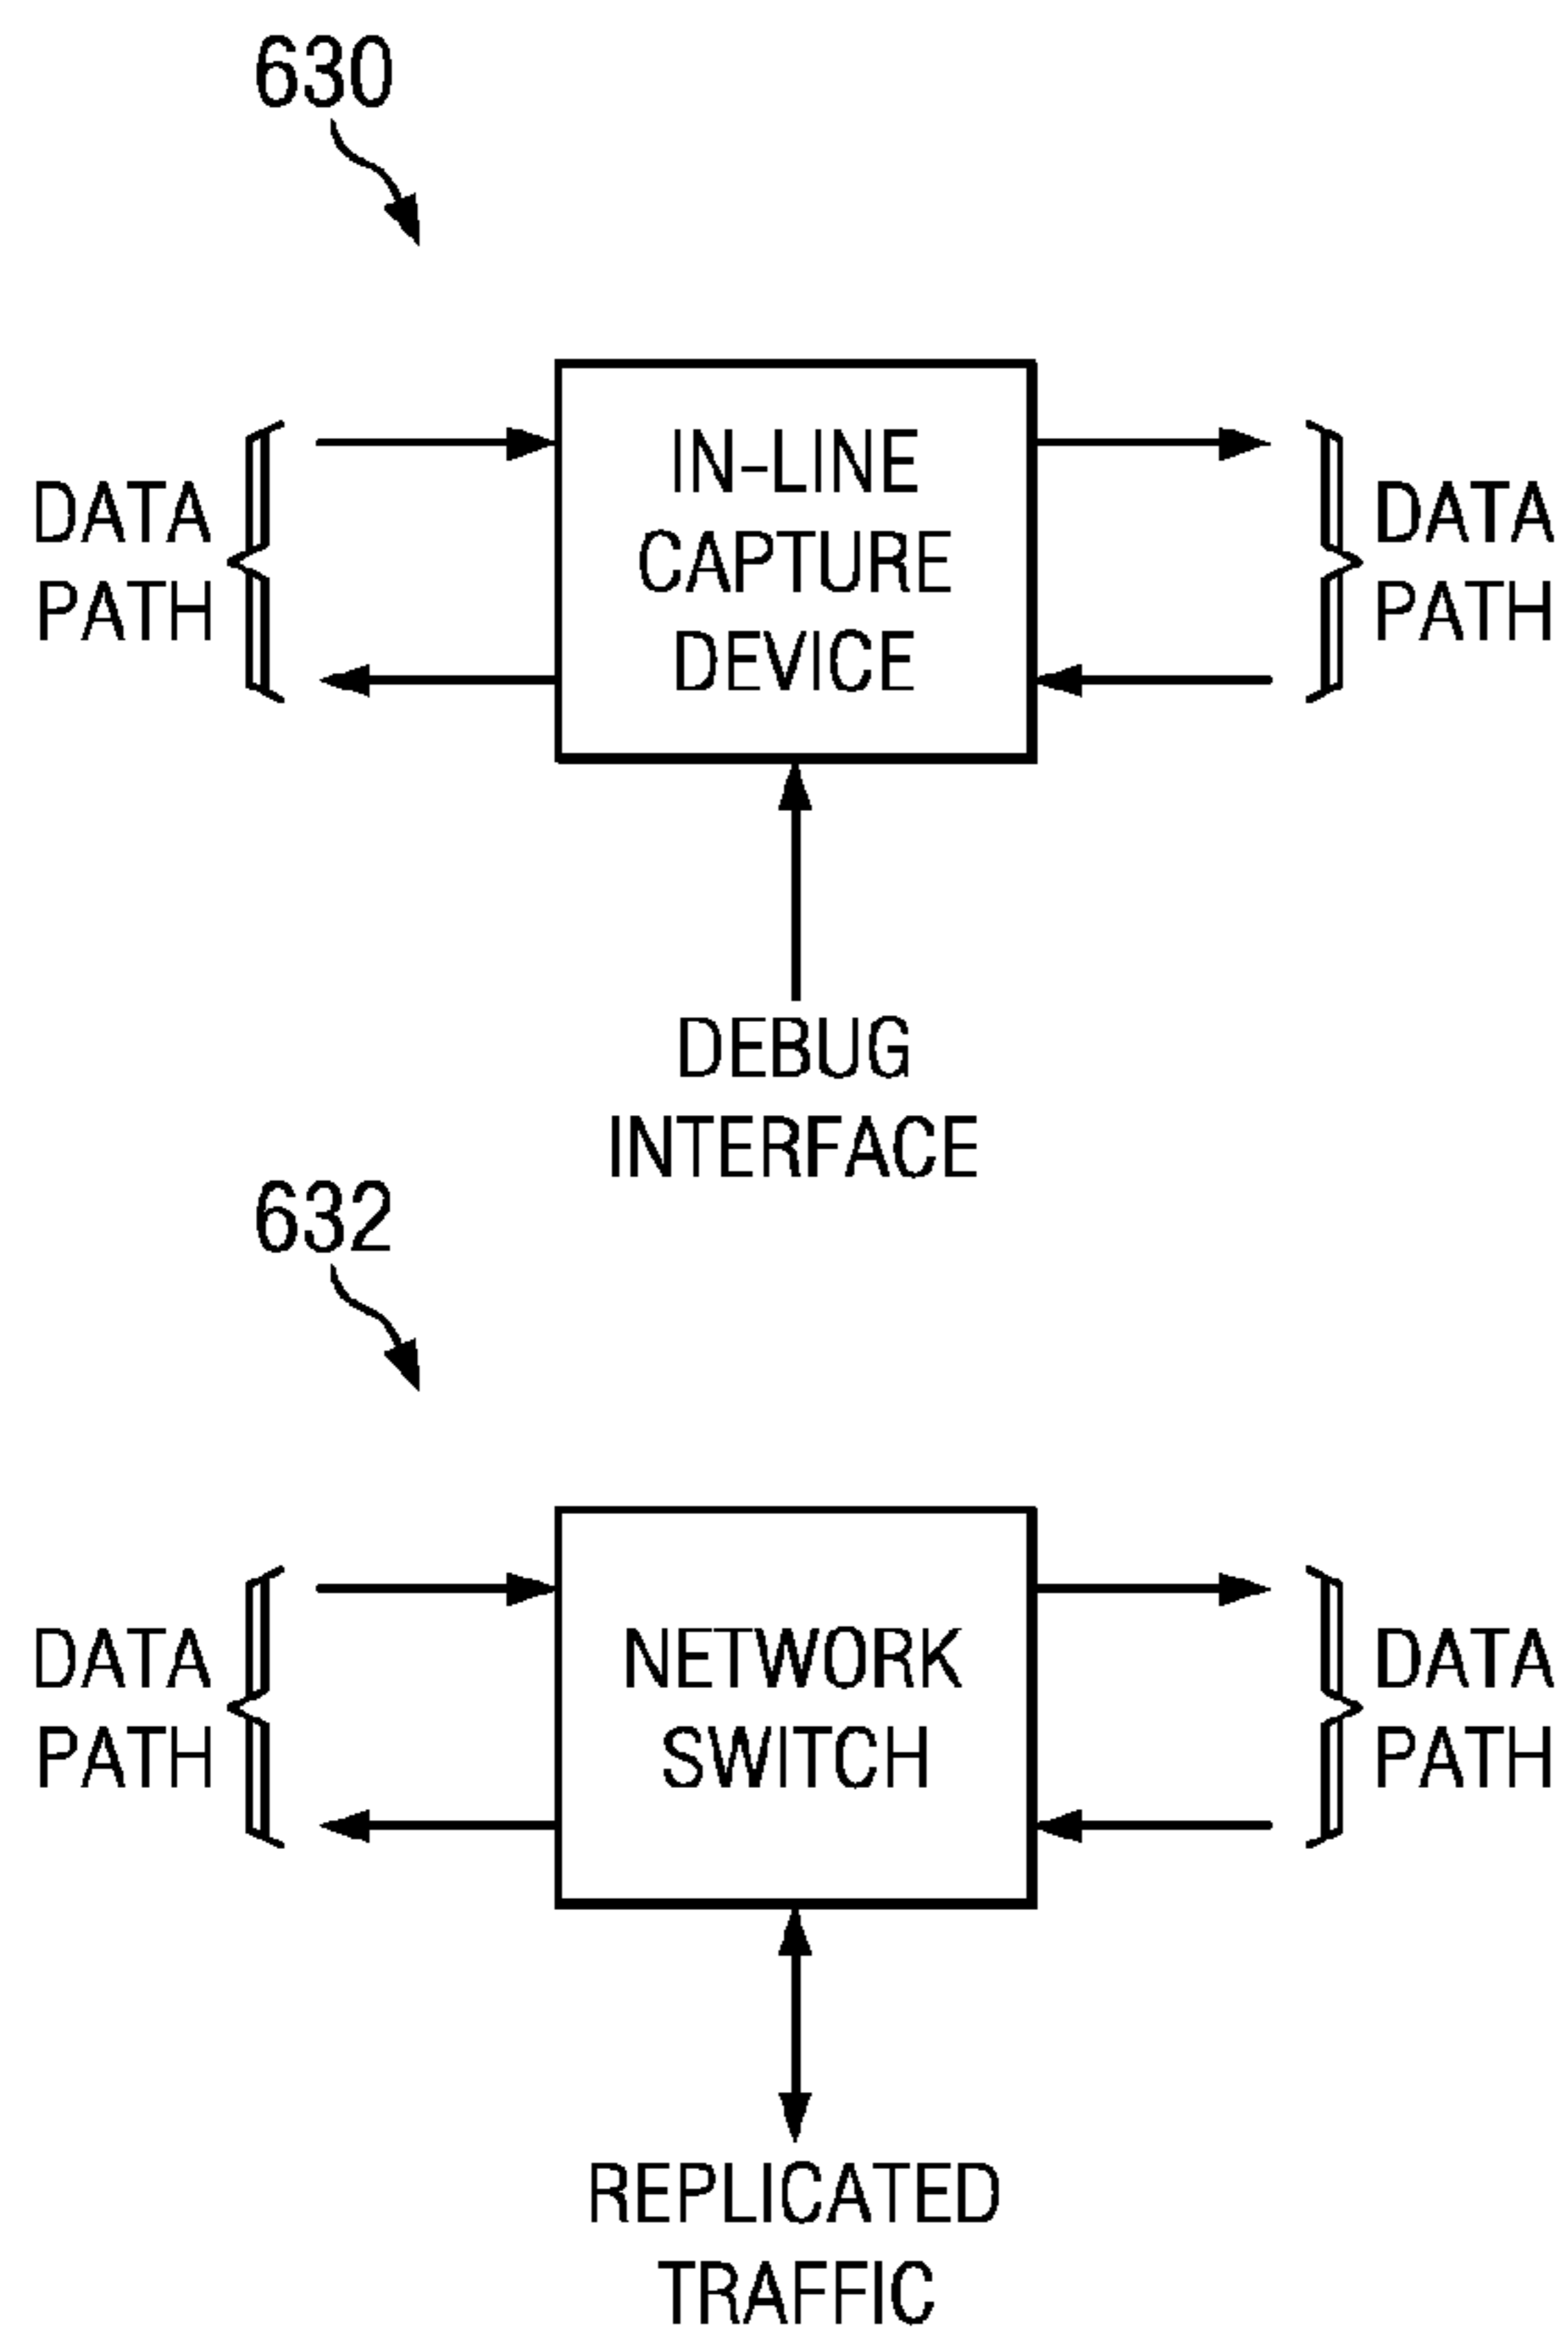 630
IN-LINE
CAPTURE
DEVICE
DATA
PATH
DATA
PATH
DEBUG
INTERFACE
632
NETWORK
SWITCH
DATA
PATH
DATA
PATH
REPLICATED
TRAFFIC